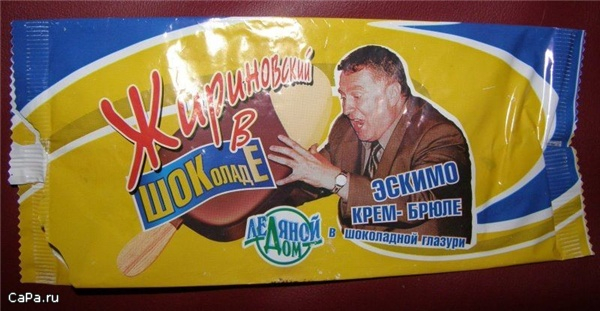 Жириновский
в
ШОКОЛАДЕ
ЭСКИМО
КРЕМ-БРЮЛЕ
в шоколадной глазури
ЛЕДЯНОЙ
ДОМ
CaPa.ru